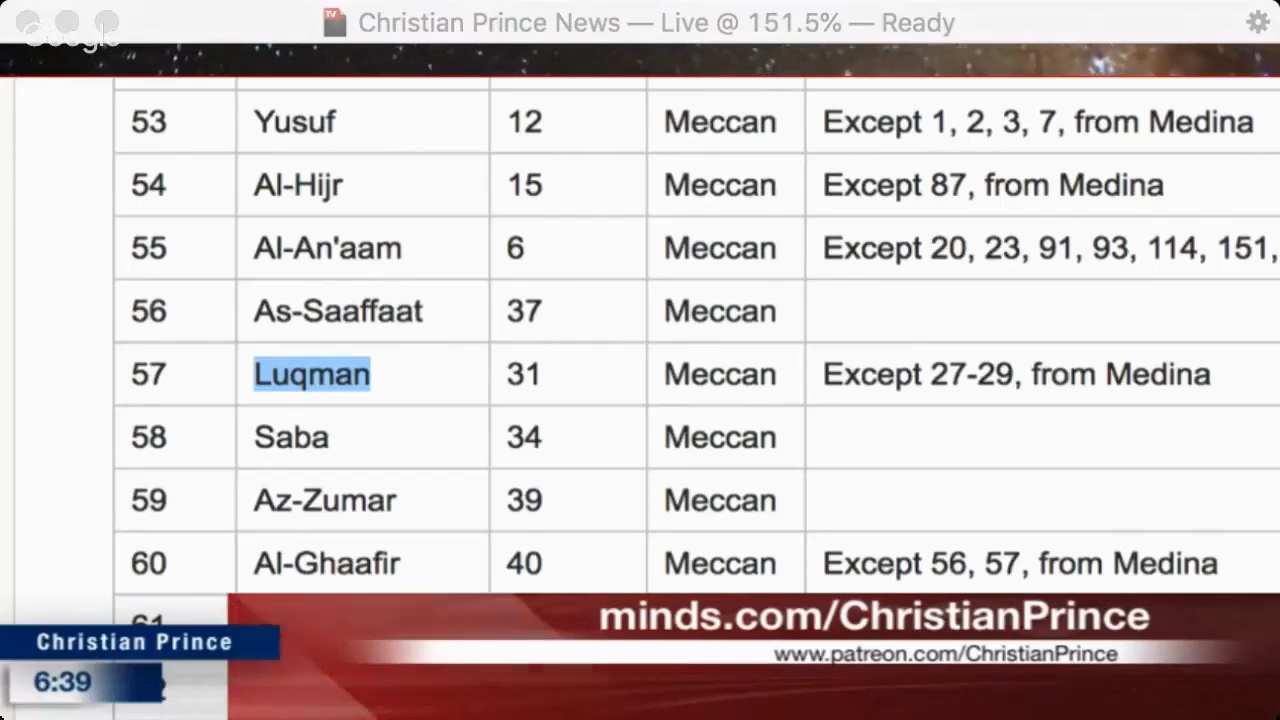 Christian Prince News — Live @ 151.5% — Ready
Google
53 Yusuf 12 Meccan Except 1, 2, 3, 7, from Medina
54 Al-Hijr 15 Meccan Except 87, from Medina
55 Al-An'aam 6 Meccan Except 20, 23, 91, 93, 114, 151,
56 As-Saaffaat 37 Meccan
57 Luqman 31 Meccan Except 27-29, from Medina
58 Saba 34 Meccan
59 Az-Zumar 39 Meccan
60 Al-Ghaafir 40 Meccan Except 56, 57, from Medina
61
minds.com/ChristianPrince
Christian Prince
www.patreon.com/ChristianPrince
6:39